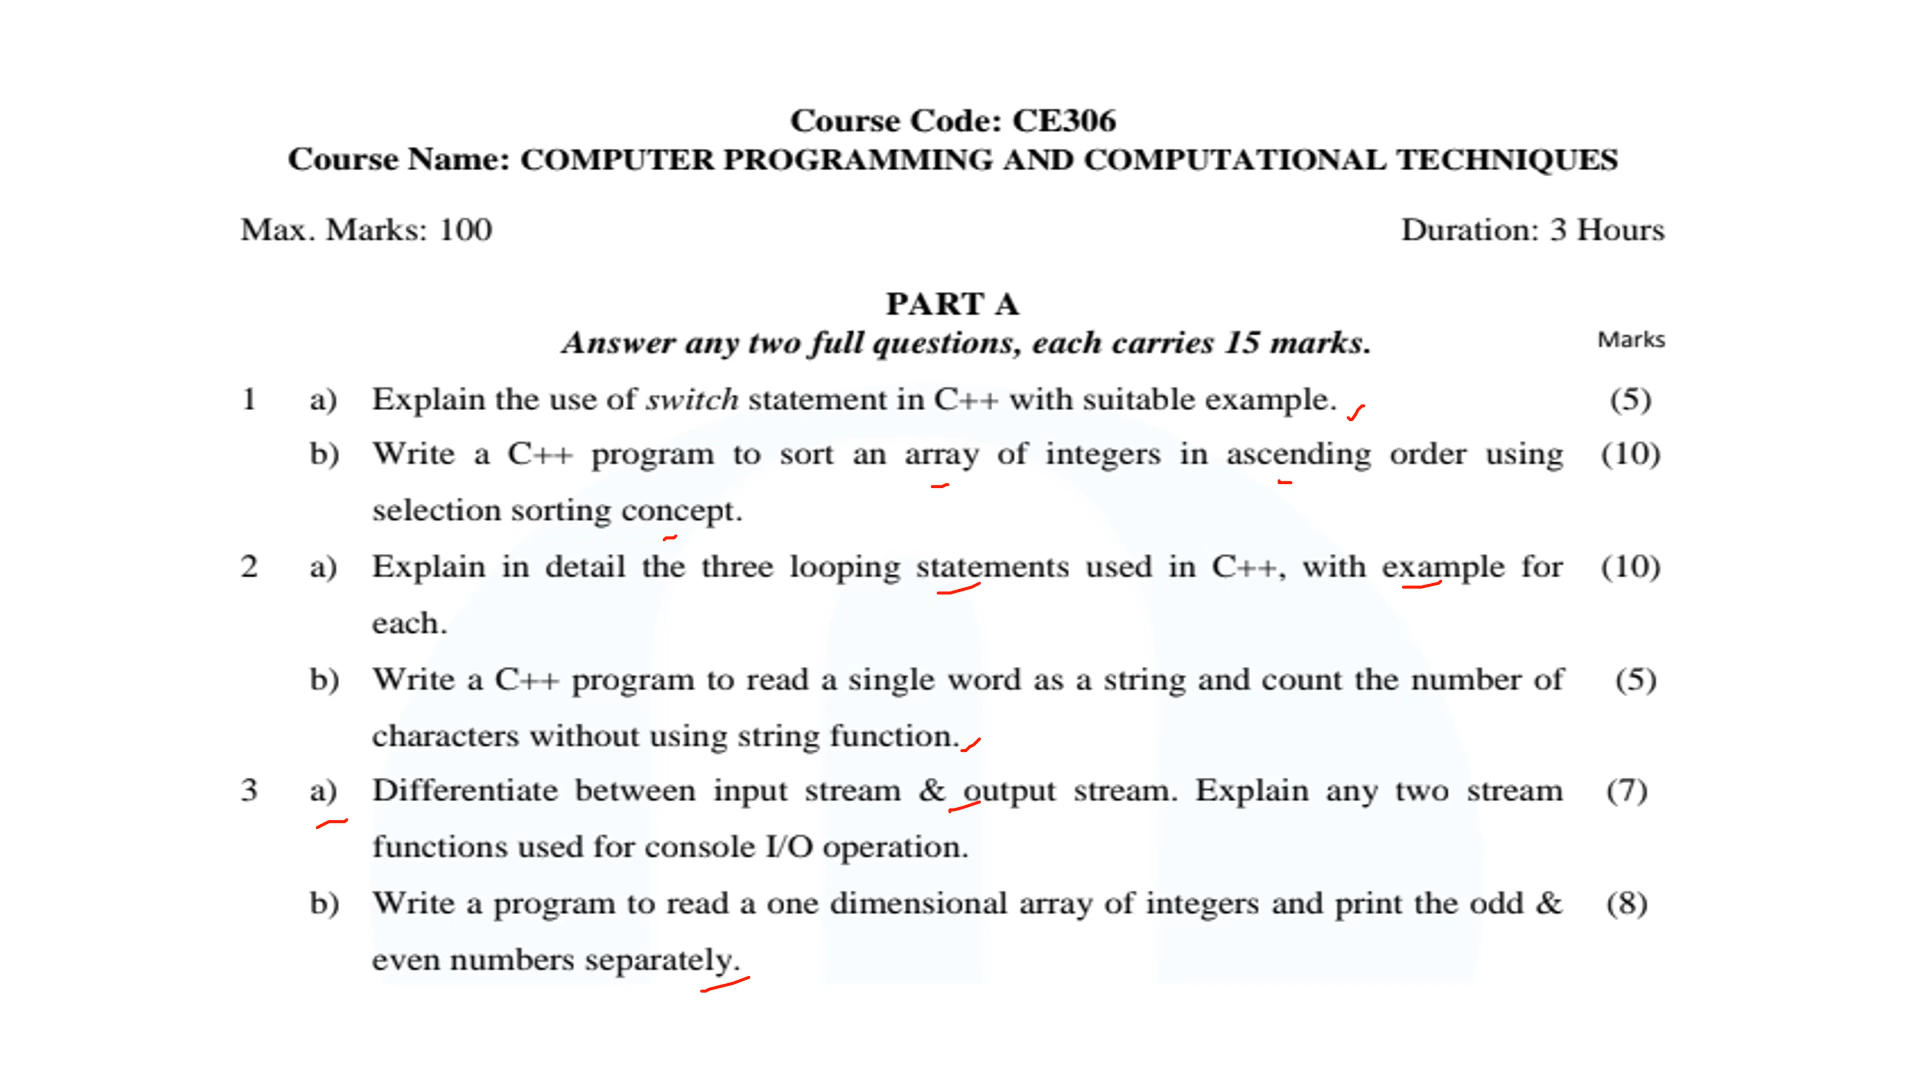 Course Code: CE306
Course Name: COMPUTER PROGRAMMING AND COMPUTATIONAL TECHNIQUES
Max. Marks: 100 Duration: 3 Hours
PART A
Answer any two full questions, each carries 15 marks. Marks
1 a) Explain the use of switch statement in C++ with suitable example. (5)
b) Write a C++ program to sort an array of integers in ascending order using (10)
selection sorting concept.
2 a) Explain in detail the three looping statements used in C++, with example for (10)
each.
b) Write a C++ program to read a single word as a string and count the number of (5)
characters without using string function.
3 a) Differentiate between input stream & output stream. Explain any two stream (7)
functions used for console I/O operation.
b) Write a program to read a one dimensional array of integers and print the odd & (8)
even numbers separately.